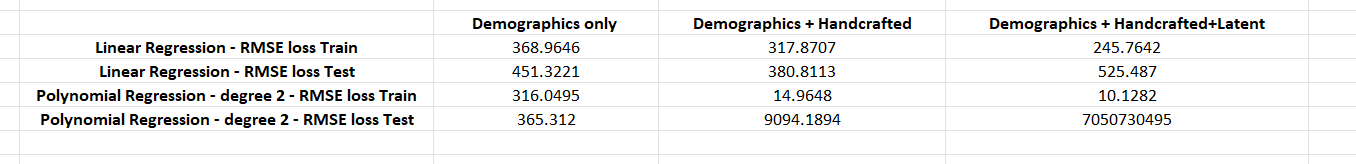 Demographics only Demographics + Handcrafted Demographics + Handcrafted+Latent
Linear Regression - RMSE loss Train 368.9646 317.8707 245.7642
Linear Regression - RMSE loss Test 451.3221 380.8113 525.487
Polynomial Regression - degree 2 - RMSE loss Train 316.0495 14.9648 10.1282
Polynomial Regression - degree 2 - RMSE loss Test 365.312 9094.1894 7050730495